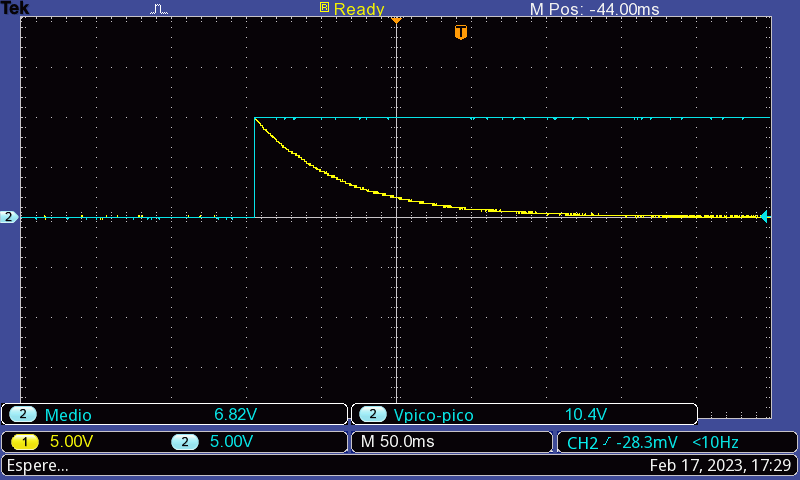 Tek R Ready M Pos: -44.00ms
T
2
2 Medio 6.82V 2 Vpico-pico 10.4V
1 5.00V 2 5.00V M 50.0ms CH2 -28.3mV <10Hz
Espere... Feb 17, 2023, 17:29